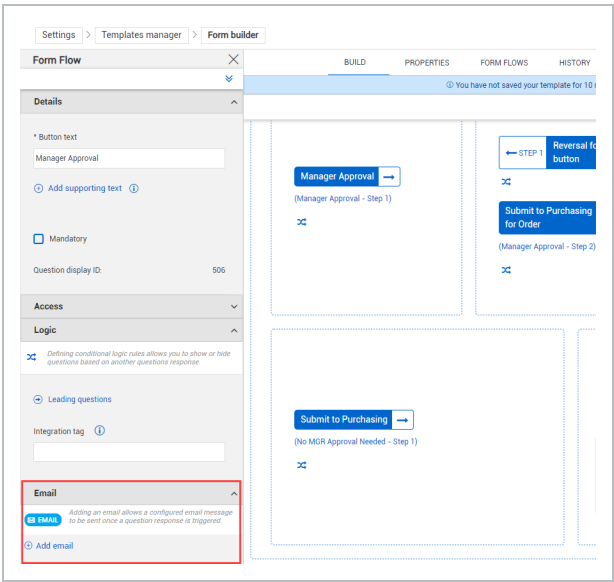 Settings > Templates manager > Form builder
Form Flow
BUILD PROPERTIES FORM FLOWS HISTORY
You have not saved your template for 10
Details
* Button text
Manager Approval
Add supporting text
Mandatory
Question display ID: 506
Access
Logic
Defining conditional logic rules allows you to show or hide
questions based on another questions response.
Leading questions
Integration tag
Email
EMAIL
Adding an email allows a configured email message
to be sent once a question response is triggered.
Add email
Manager Approval
(Manager Approval - Step 1)
STEP 1
Reversal fo
button
Submit to Purchasing
for Order
(Manager Approval - Step 2)
Submit to Purchasing
(No MGR Approval Needed - Step 1)